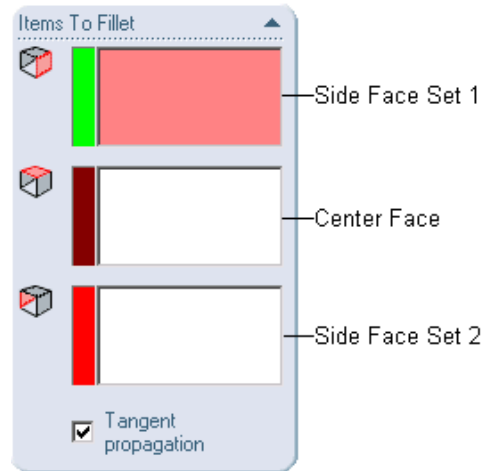 Items To Fillet
Side Face Set 1
Center Face
Side Face Set 2
Tangent
propagation